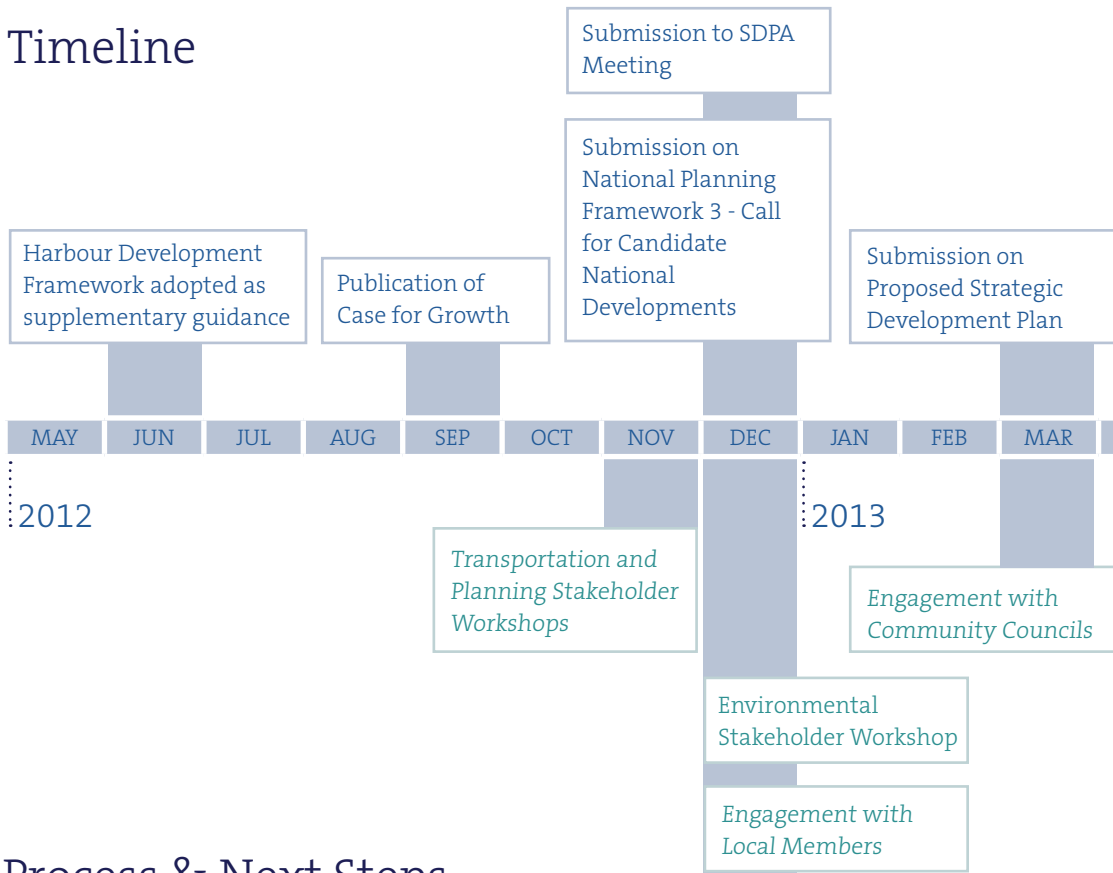 Timeline
Submission to SDPA
Meeting
Submission on
National Planning
Framework 3 - Call
for Candidate
National
Developments
Harbour Development
Framework adopted as
supplementary guidance
Publication of
Case for Growth
Submission on
Proposed Strategic
Development Plan
MAY JUN JUL AUG SEP OCT NOV DEC JAN FEB MAR
2012
2013
Transportation and
Planning Stakeholder
Workshops
Engagement with
Community Councils
Environmental
Stakeholder Workshop
Engagement with
Local Members
Process & Next Steps